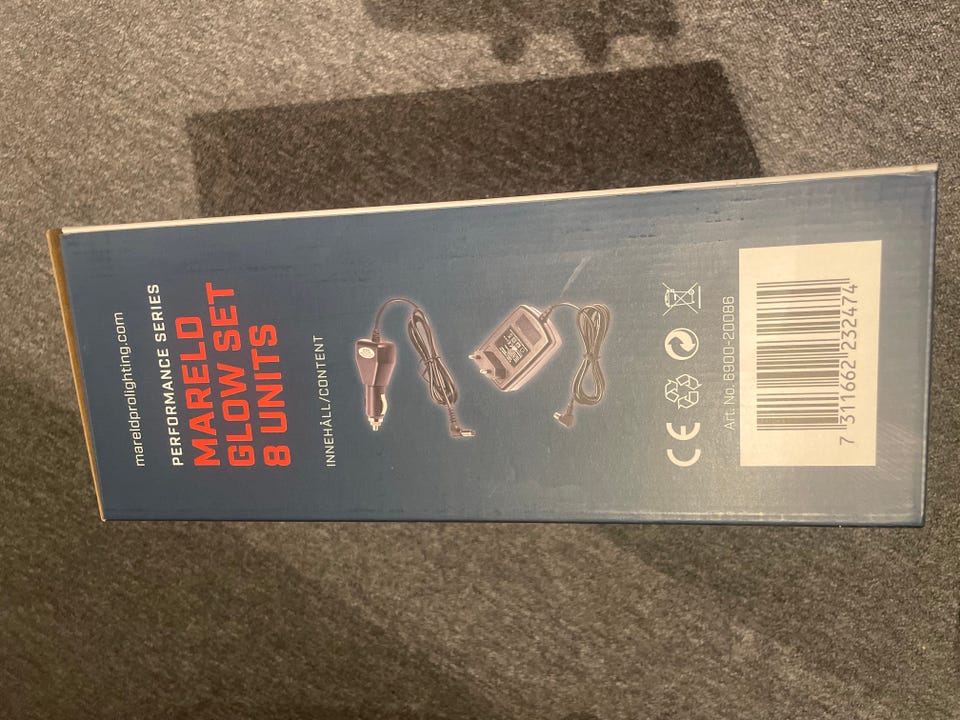 mareldprolighting.com
PERFORMANCE SERIES
MARELD
GLOW SET
8 UNITS
INNEHÅLL/CONTENT
CE
Art. No. 6900-20086
7 311662 232474